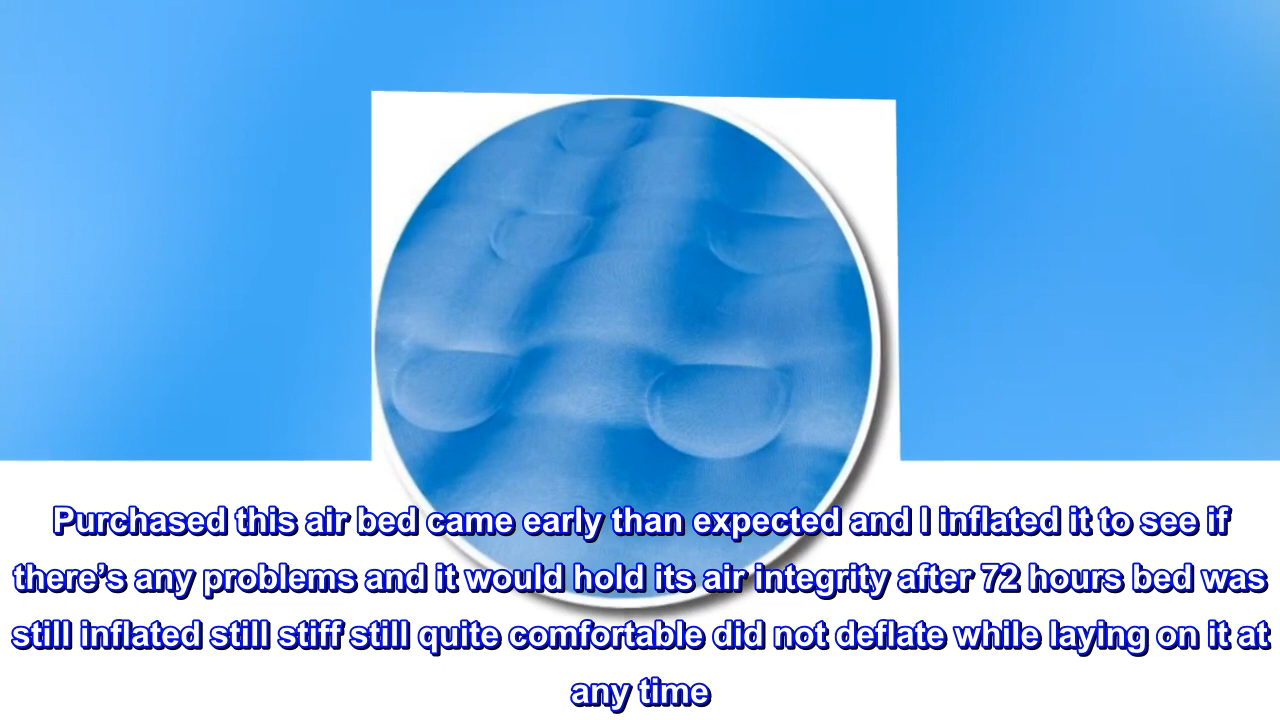 Purchased this air bed came early than expected and I inflated it to see if
there’s any problems and it would hold its air integrity after 72 hours bed was
still inflated still stiff still quite comfortable did not deflate while laying on it at
any time